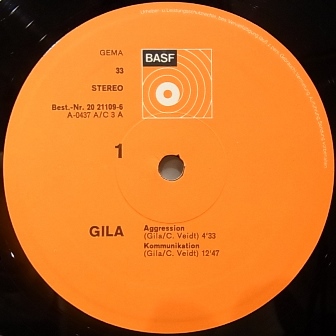 GEMA
BASF
33
STEREO
Best.-Nr. 20 21109-6
A-0437 A/C 3 A
1
GILA
Aggression
(Gila/C. Veidt) 4'33
Kommunikation
(Gila/C. Veidt) 12'47